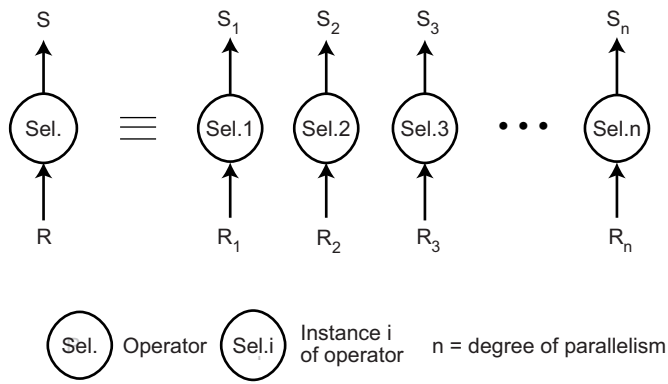 S S₁ S₂ S₃ Sₙ
Sel. ≡ Sel.1 Sel.2 Sel.3 • • • Sel.n
R R₁ R₂ R₃ Rₙ
Sel. Operator Sel.i Instance i of operator n = degree of parallelism